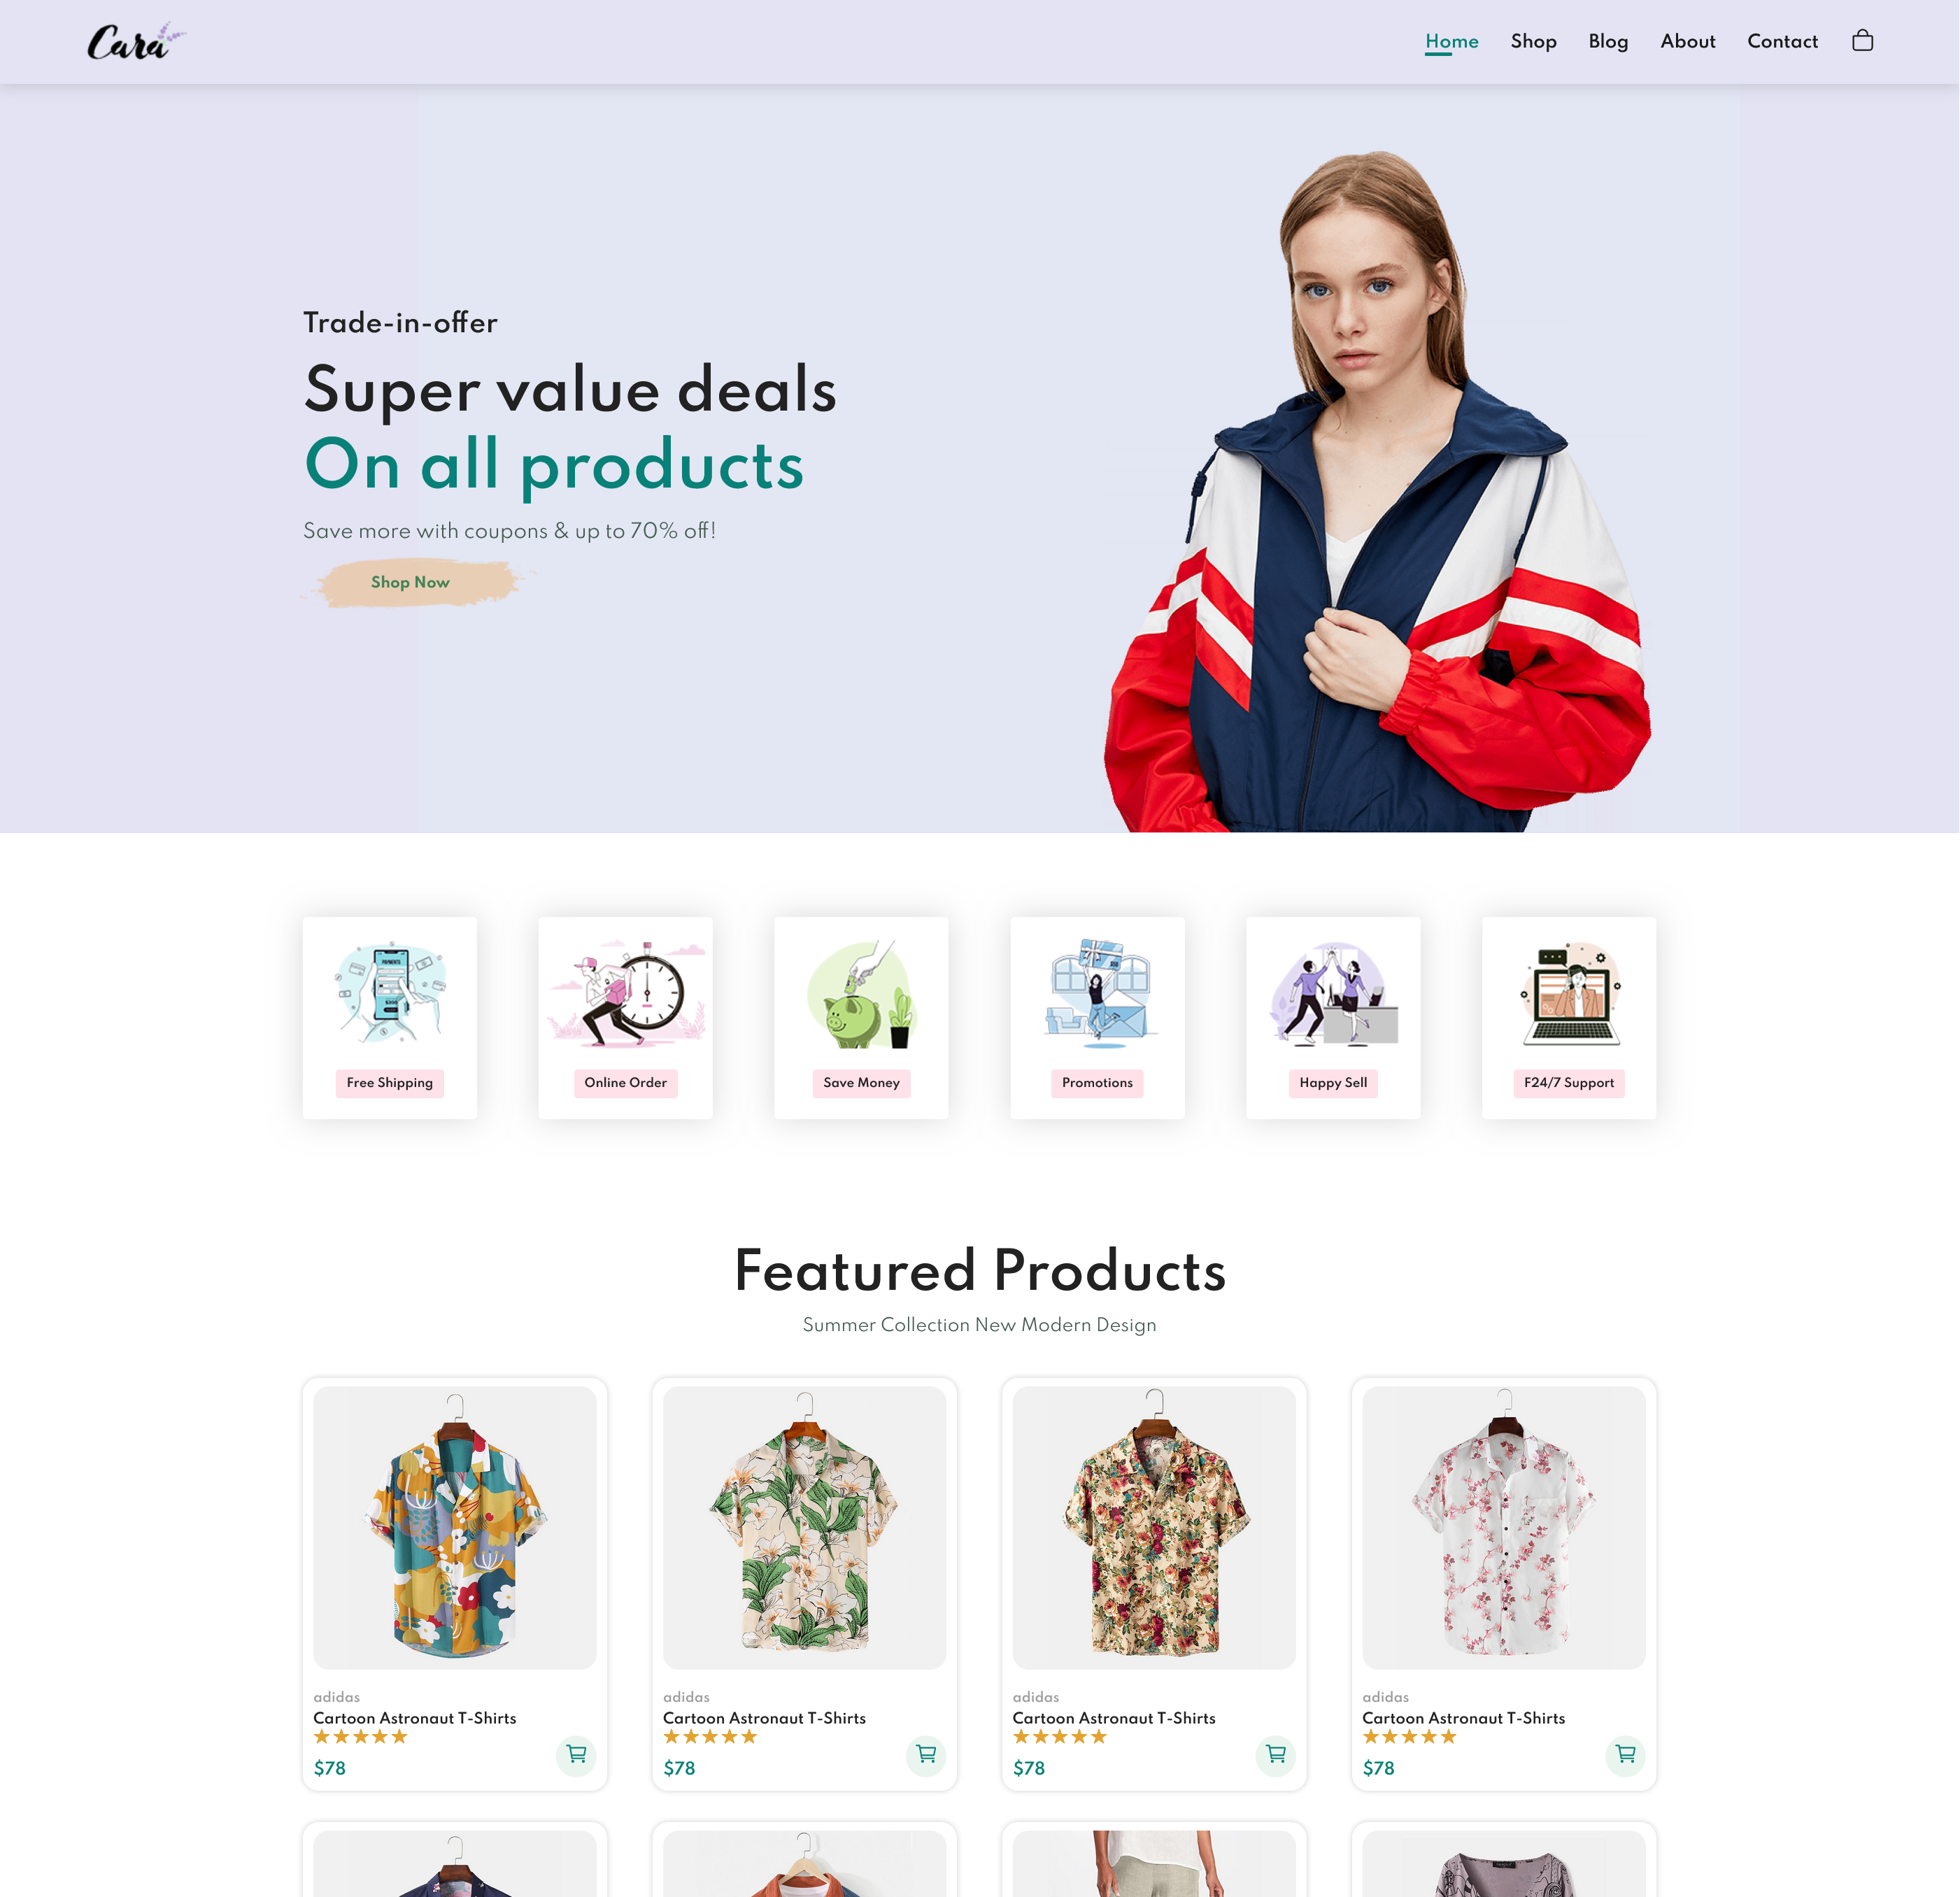 Cara
Home Shop Blog About Contact
Trade-in-offer
Super value deals
On all products
Save more with coupons & up to 70% off!
Shop Now
PAYMENTS
Free Shipping Online Order Save Money Promotions Happy Sell F24/7 Support
Featured Products
Summer Collection New Modern Design
adidas adidas adidas adidas
Cartoon Astronaut T-Shirts Cartoon Astronaut T-Shirts Cartoon Astronaut T-Shirts Cartoon Astronaut T-Shirts
$78 $78 $78 $78